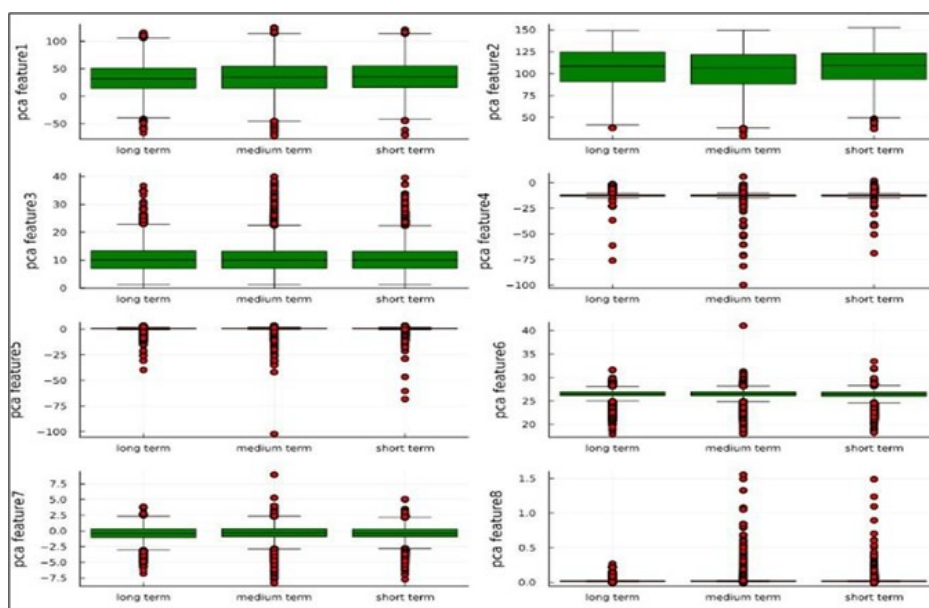 pca feature1
100
50
0
−50
long term medium term short term
pca feature2
150
125
100
75
50
long term medium term short term
pca feature3
40
30
20
10
0
long term medium term short term
pca feature4
0
−25
−50
−75
−100
long term medium term short term
pca feature5
0
−25
−50
−75
−100
long term medium term short term
pca feature6
40
35
30
25
20
long term medium term short term
pca feature7
7.5
5.0
2.5
0.0
−2.5
−5.0
−7.5
long term medium term short term
pca feature8
1.5
1.0
0.5
0.0
long term medium term short term